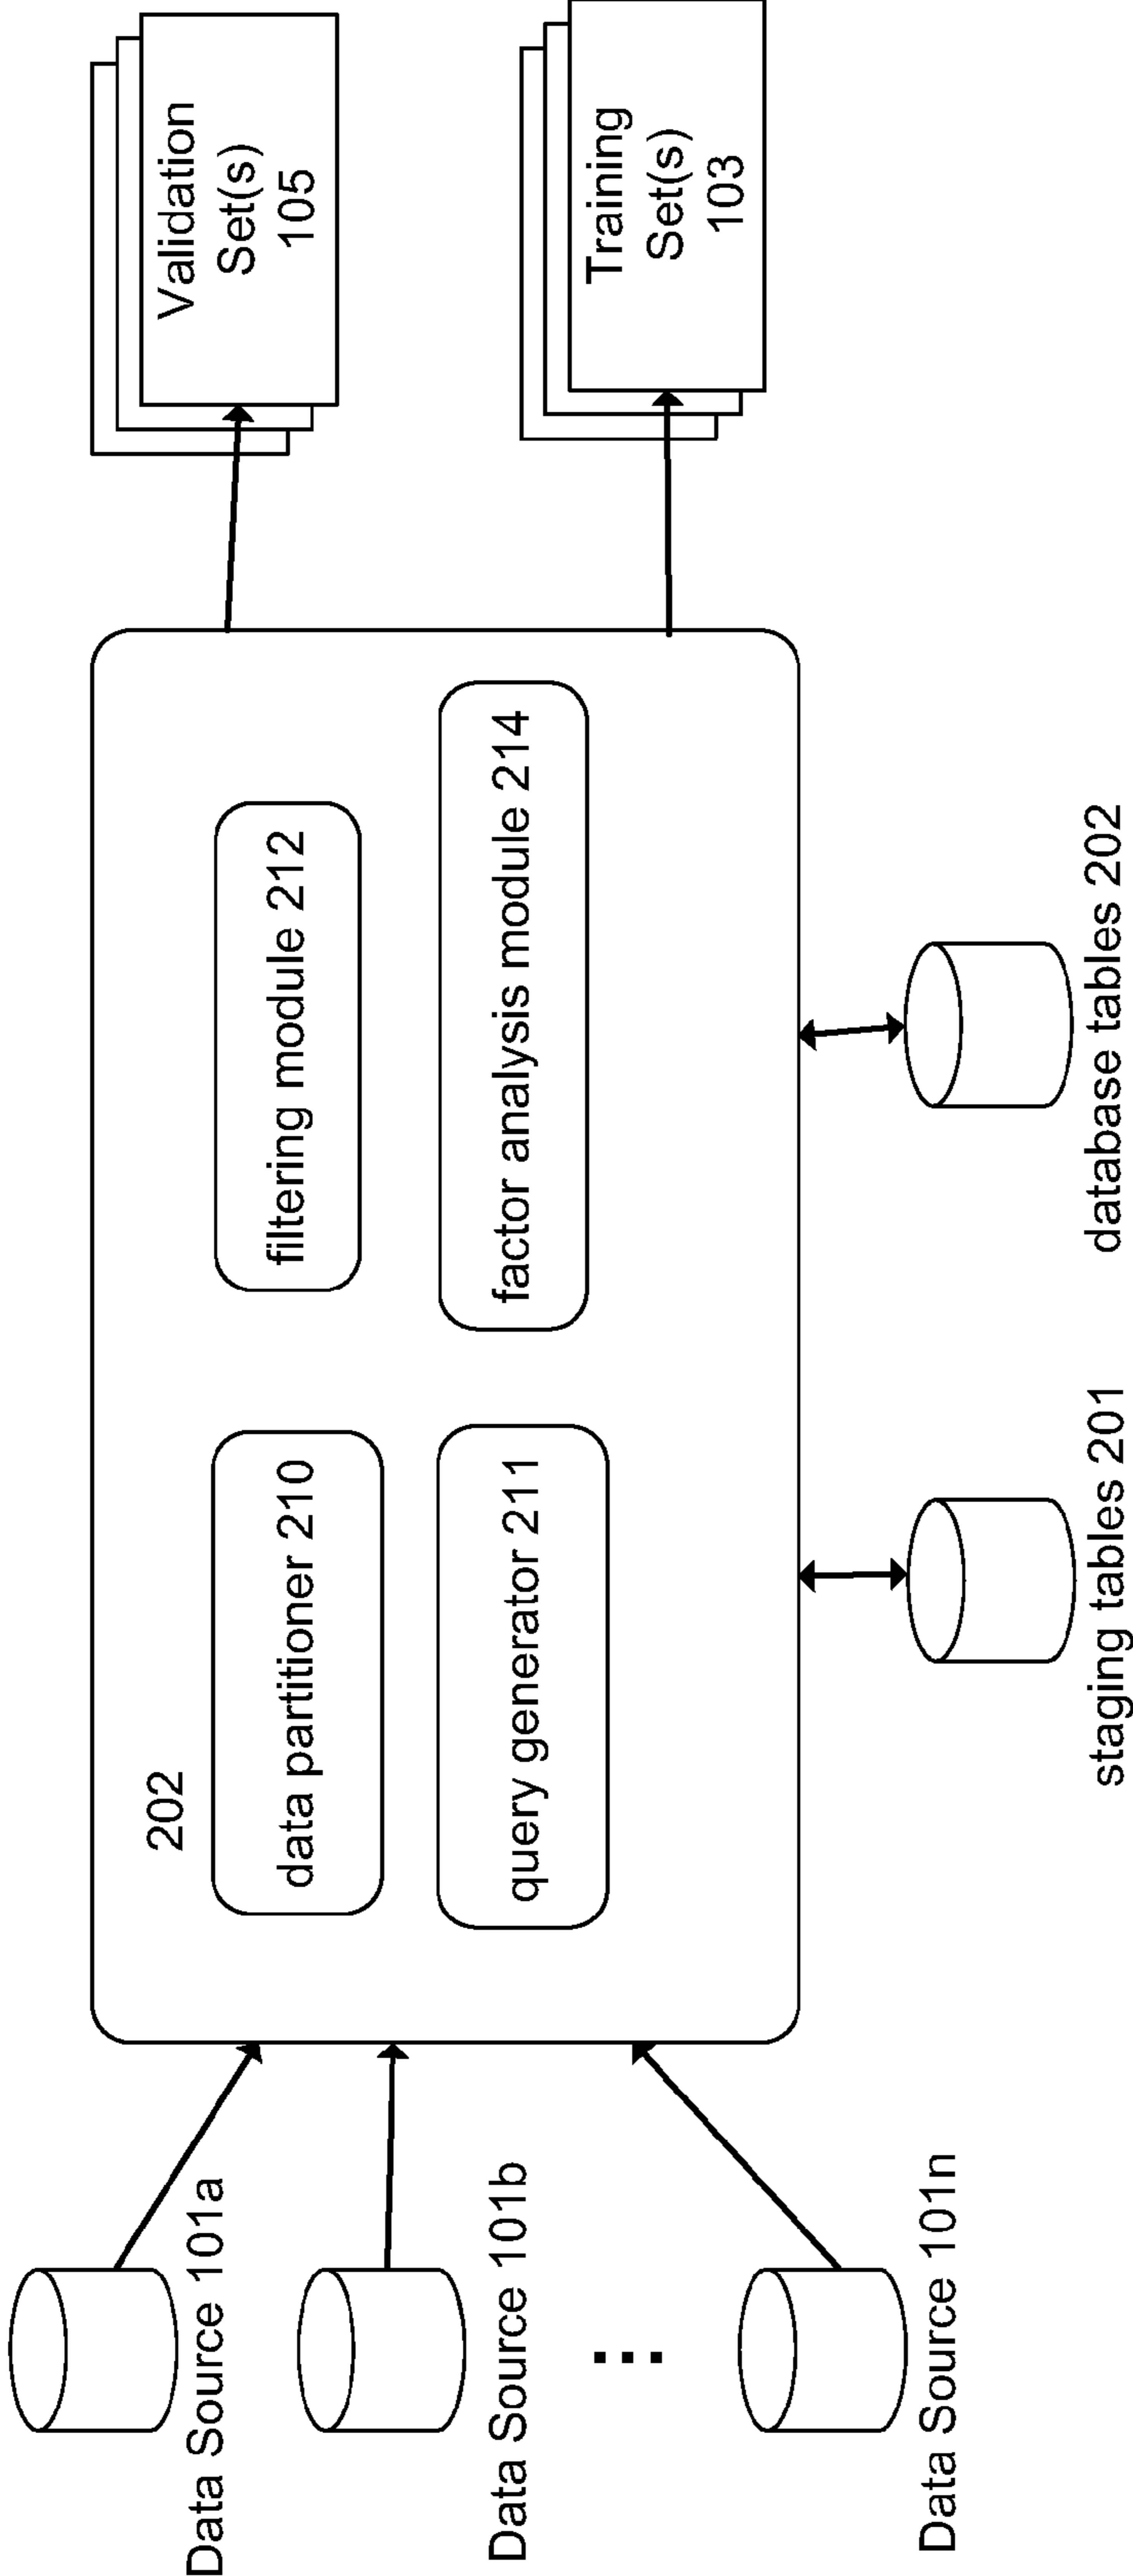 Data Source 101a
Data Source 101b
...
Data Source 101n
202
data partitioner 210
query generator 211
filtering module 212
factor analysis module 214
staging tables 201
database tables 202
Validation
Set(s)
105
Training
Set(s)
103